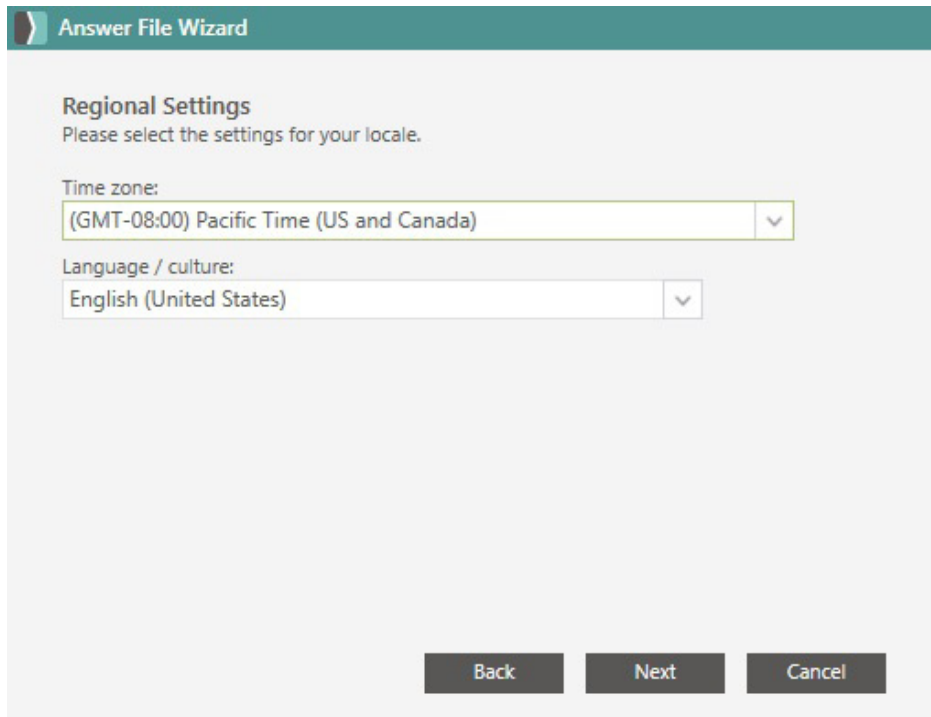 Answer File Wizard
Regional Settings
Please select the settings for your locale.
Time zone:
(GMT-08:00) Pacific Time (US and Canada)
Language / culture:
English (United States)
Back Next Cancel